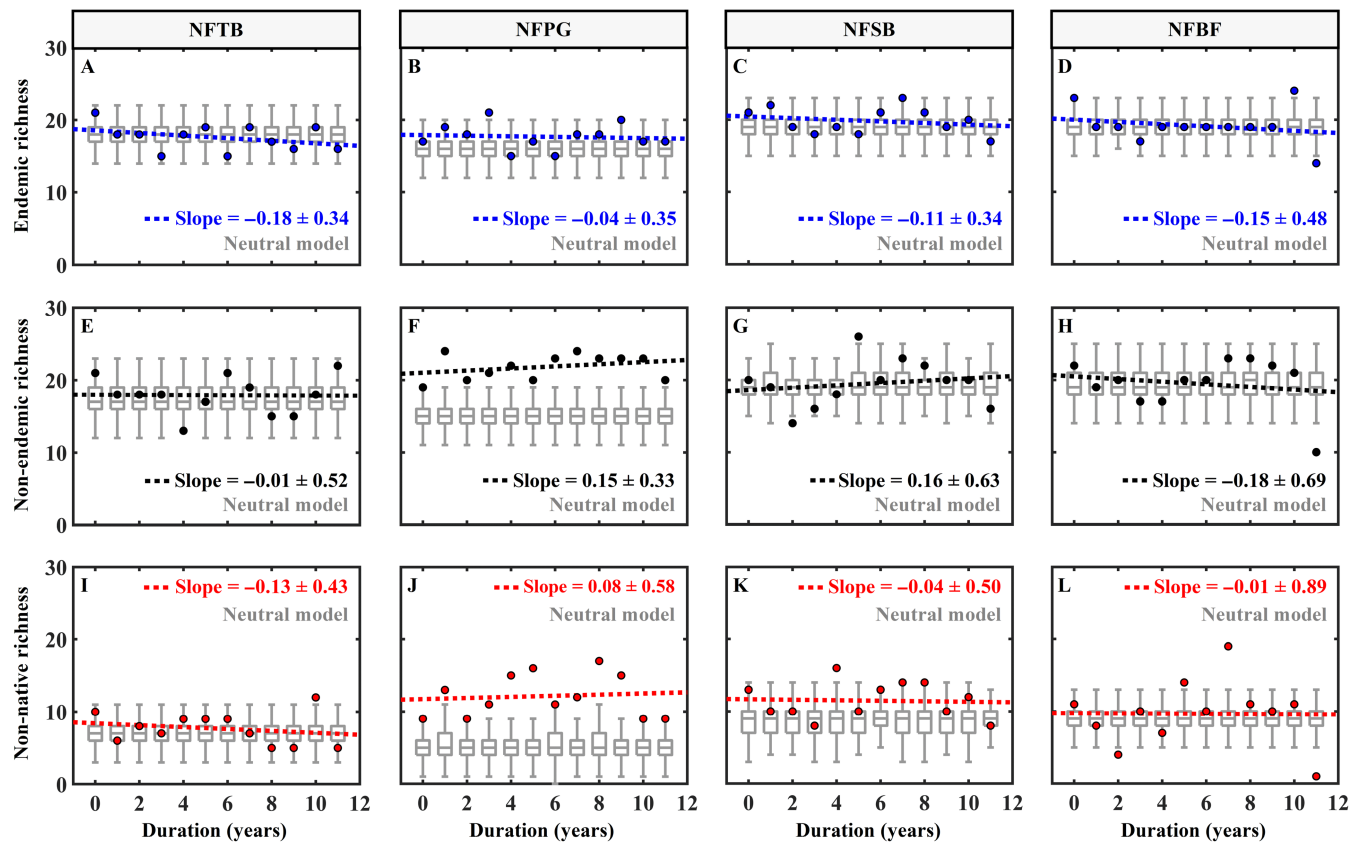 NFTB NFPG NFSB NFBF
Endemic richness
30
20
10
0
A
Slope = −0.18 ± 0.34
Neutral model
B
Slope = −0.04 ± 0.35
Neutral model
C
Slope = −0.11 ± 0.34
Neutral model
D
Slope = −0.15 ± 0.48
Neutral model
Non-endemic richness
30
20
10
0
E
Slope = −0.01 ± 0.52
Neutral model
F
Slope = 0.15 ± 0.33
Neutral model
G
Slope = 0.16 ± 0.63
Neutral model
H
Slope = −0.18 ± 0.69
Neutral model
Non-native richness
30
20
10
0
I
Slope = −0.13 ± 0.43
Neutral model
J
Slope = 0.08 ± 0.58
Neutral model
K
Slope = −0.04 ± 0.50
Neutral model
L
Slope = −0.01 ± 0.89
Neutral model
0 2 4 6 8 10 12 0 2 4 6 8 10 12 0 2 4 6 8 10 12 0 2 4 6 8 10 12
Duration (years) Duration (years) Duration (years) Duration (years)